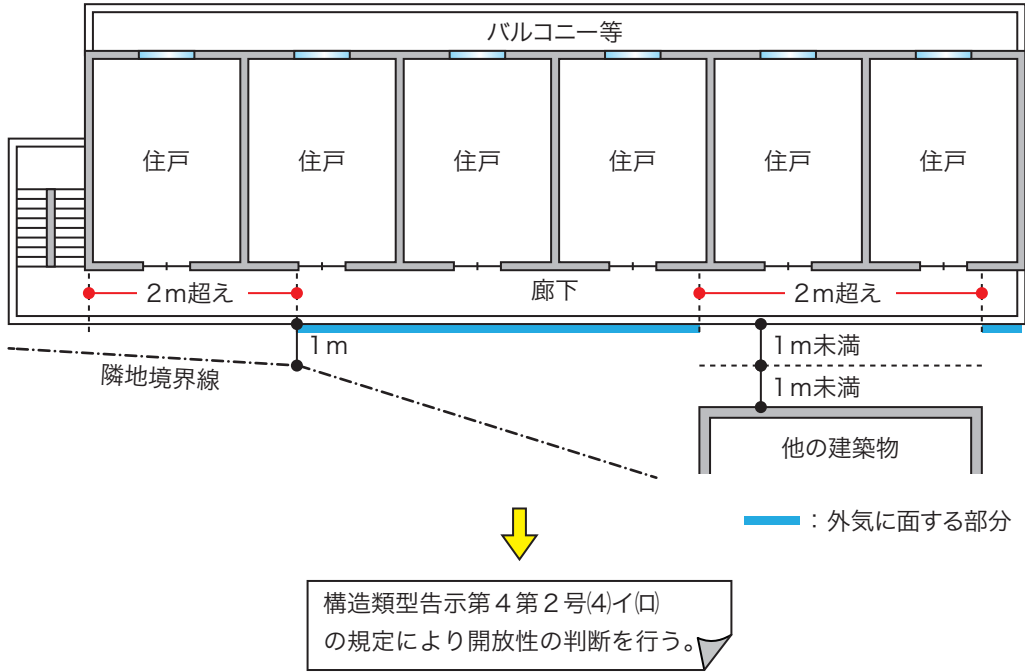 バルコニー等
住戸 住戸 住戸 住戸 住戸 住戸
2m超え 廊下 2m超え
1m 1m未満
隣地境界線 1m未満
他の建築物
：外気に面する部分
構造類型告示第4第2号⑷イ㈺
の規定により開放性の判断を行う。